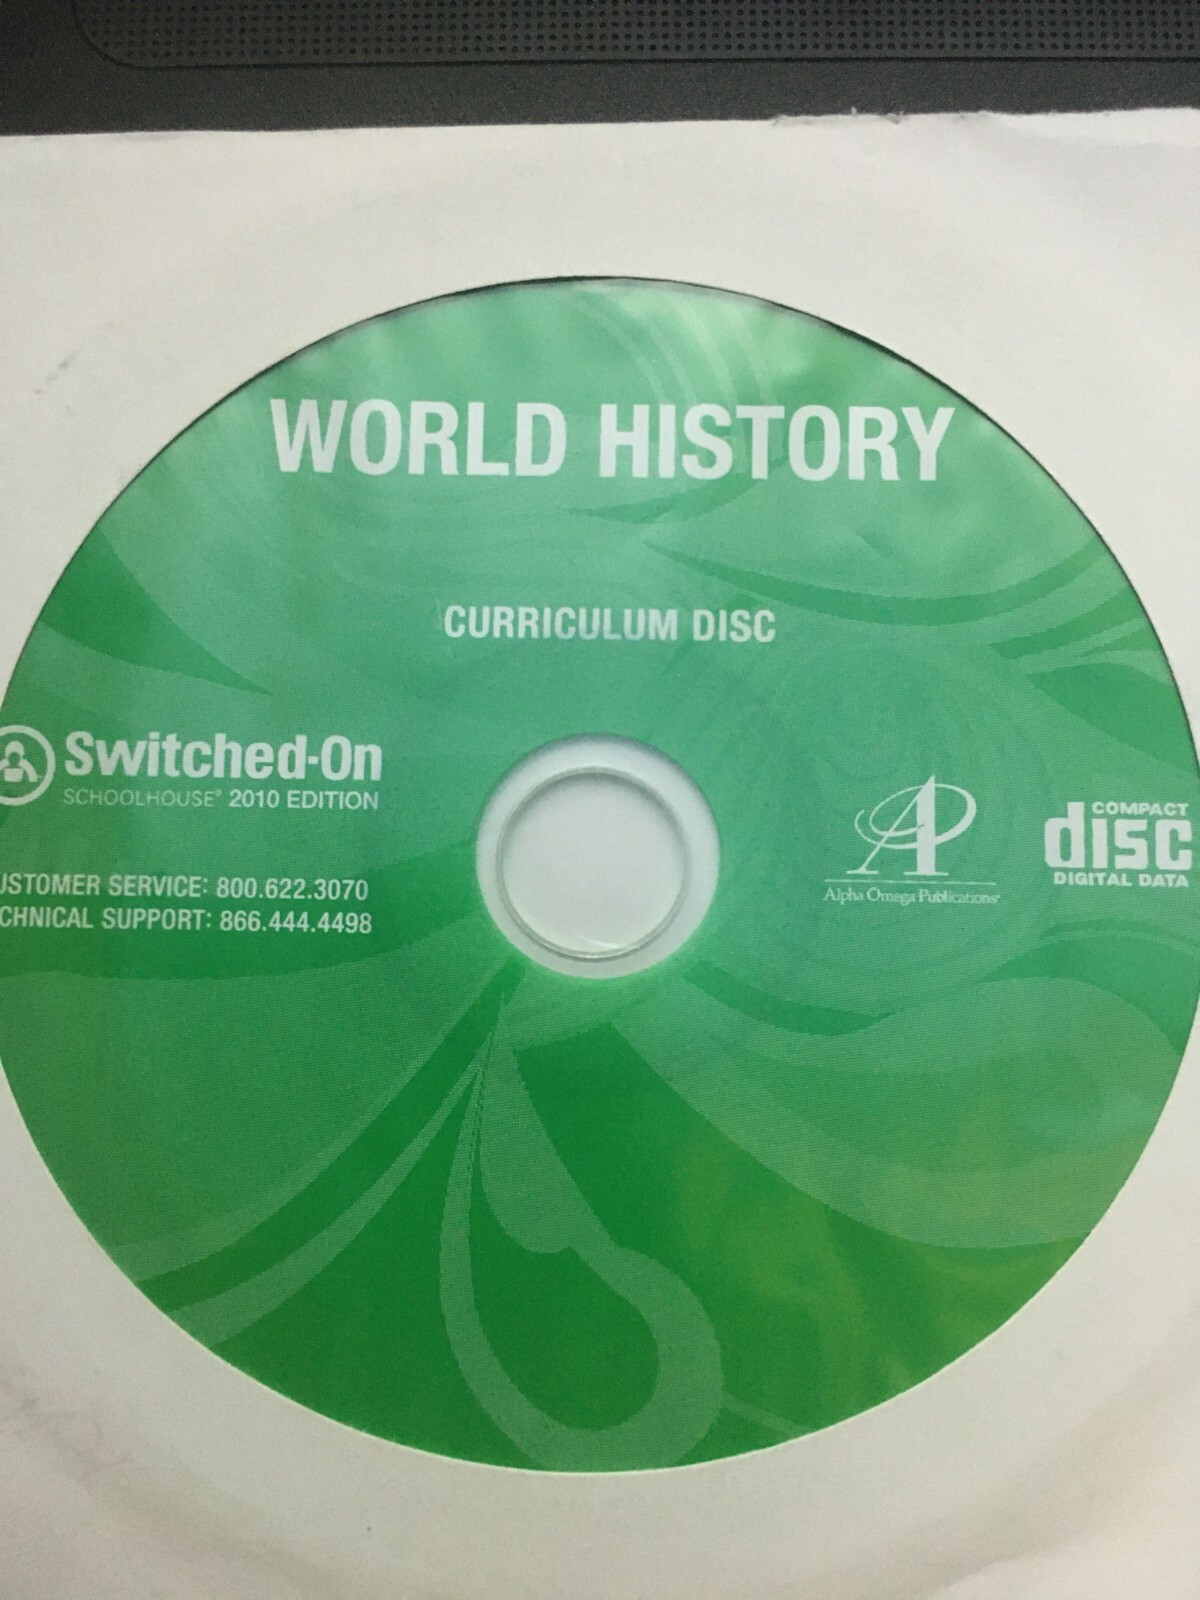 WORLD HISTORY
CURRICULUM DISC
Switched-On
SCHOOLHOUSE® 2010 EDITION
USTOMER SERVICE: 800.622.3070
CHNICAL SUPPORT: 866.444.4498
Alpha Omega Publications®
COMPACT
disc
DIGITAL DATA